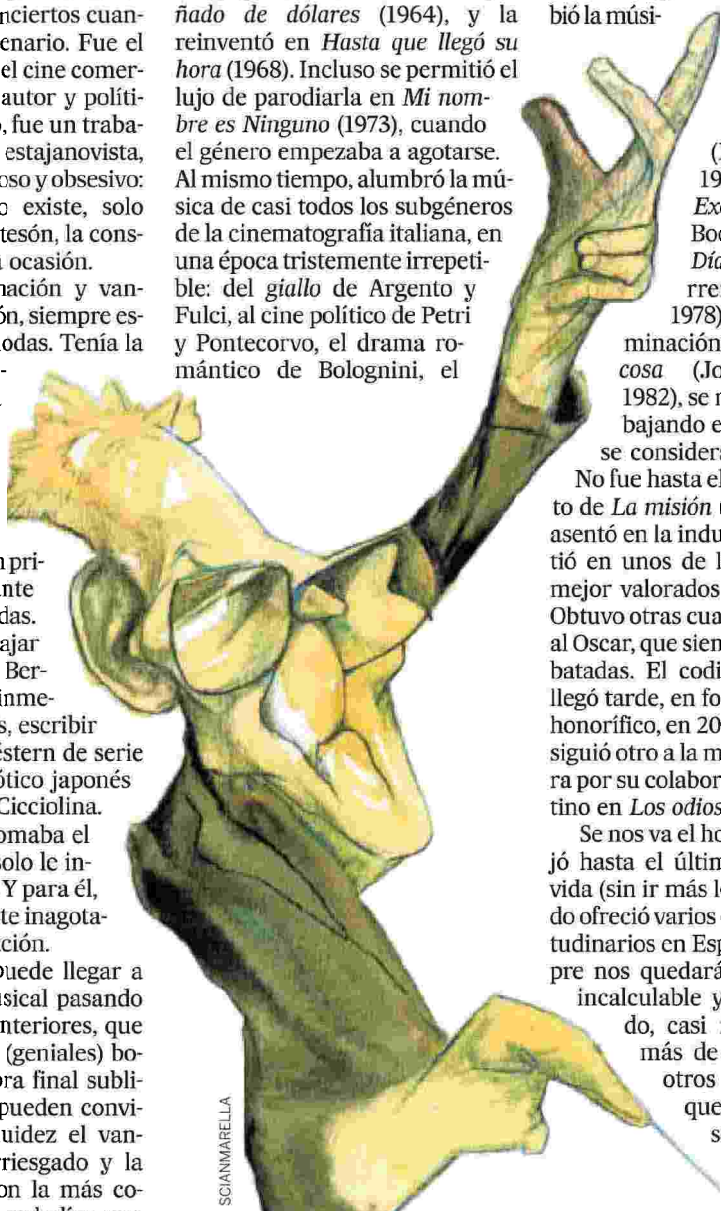 nciertos cuan-
enario. Fue el
el cine comer-
autor y políti-
o, fue un traba-
estajanovista,
oso y obsesivo:
o existe, solo
tesón, la cons-
ocasión.
nación y van-
ón, siempre es-
odas. Tenía la
-
n pri-
nte
das.
ajar
Ber-
inme-
s, escribir
éstern de serie
ótico japonés
Cicciolina.
omaba el
solo le in-
Y para él,
te inagota-
ción.
puede llegar a
usical pasando
nteriores, que
(geniales) bo-
ra final subli-
pueden convi-
uidez el van-
rriesgado y la
on la más co-
ñado de dólares (1964), y la
reinventó en Hasta que llegó su
hora (1968). Incluso se permitió el
lujo de parodiarla en Mi nom-
bre es Ninguno (1973), cuando
el género empezaba a agotarse.
Al mismo tiempo, alumbró la mú-
sica de casi todos los subgéneros
de la cinematografía italiana, en
una época tristemente irrepeti-
ble: del giallo de Argento y
Fulci, al cine político de Petri
y Pontecorvo, el drama ro-
mántico de Bolognini, el
SCIANMARELLA
bió la músi-
19
Exo
Boo
Día
rre
1978)
minación
cosa (Jo
1982), se
bajando e
se considera
No fue hasta el
to de La misión
asentó en la indu
tió en unos de l
mejor valorados
Obtuvo otras cua
al Oscar, que siem
batadas. El codi
llegó tarde, en fo
honorífico, en 20
siguió otro a la m
ra por su colabor
tino en Los odios
Se nos va el ho
jó hasta el últim
vida (sin ir más l
do ofreció varios
tudinarios en Esp
pre nos quedará
incalculable y
do, casi
más de
otros
que
s